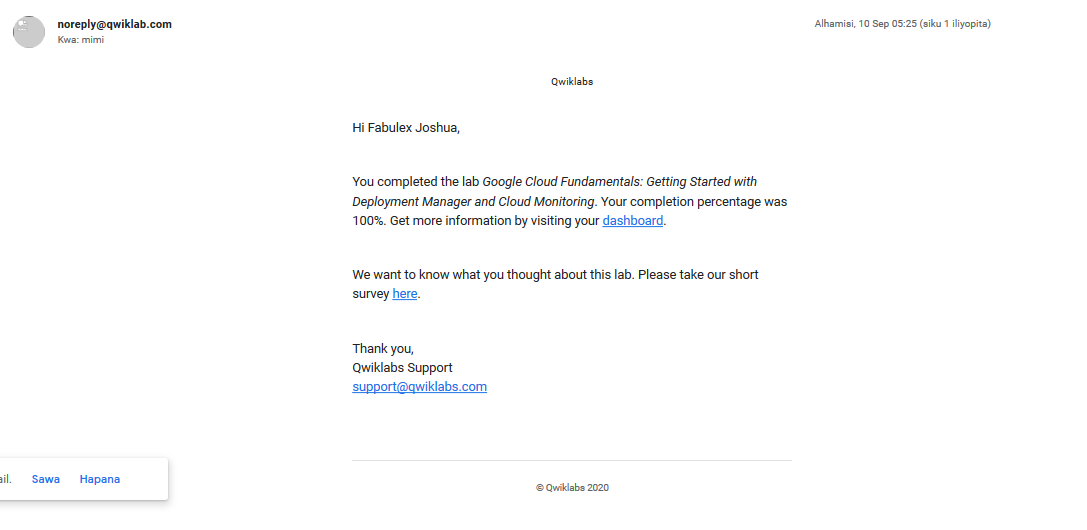 noreply@qwiklab.com
Alhamisi, 10 Sep 05:25 (siku 1 iliyopita)
Kwa: mimi
Qwiklabs
Hi Fabulex Joshua,
You completed the lab Google Cloud Fundamentals: Getting Started with
Deployment Manager and Cloud Monitoring. Your completion percentage was
100%. Get more information by visiting your dashboard.
We want to know what you thought about this lab. Please take our short
survey here.
Thank you,
Qwiklabs Support
support@qwiklabs.com
ail. Sawa Hapana
© Qwiklabs 2020